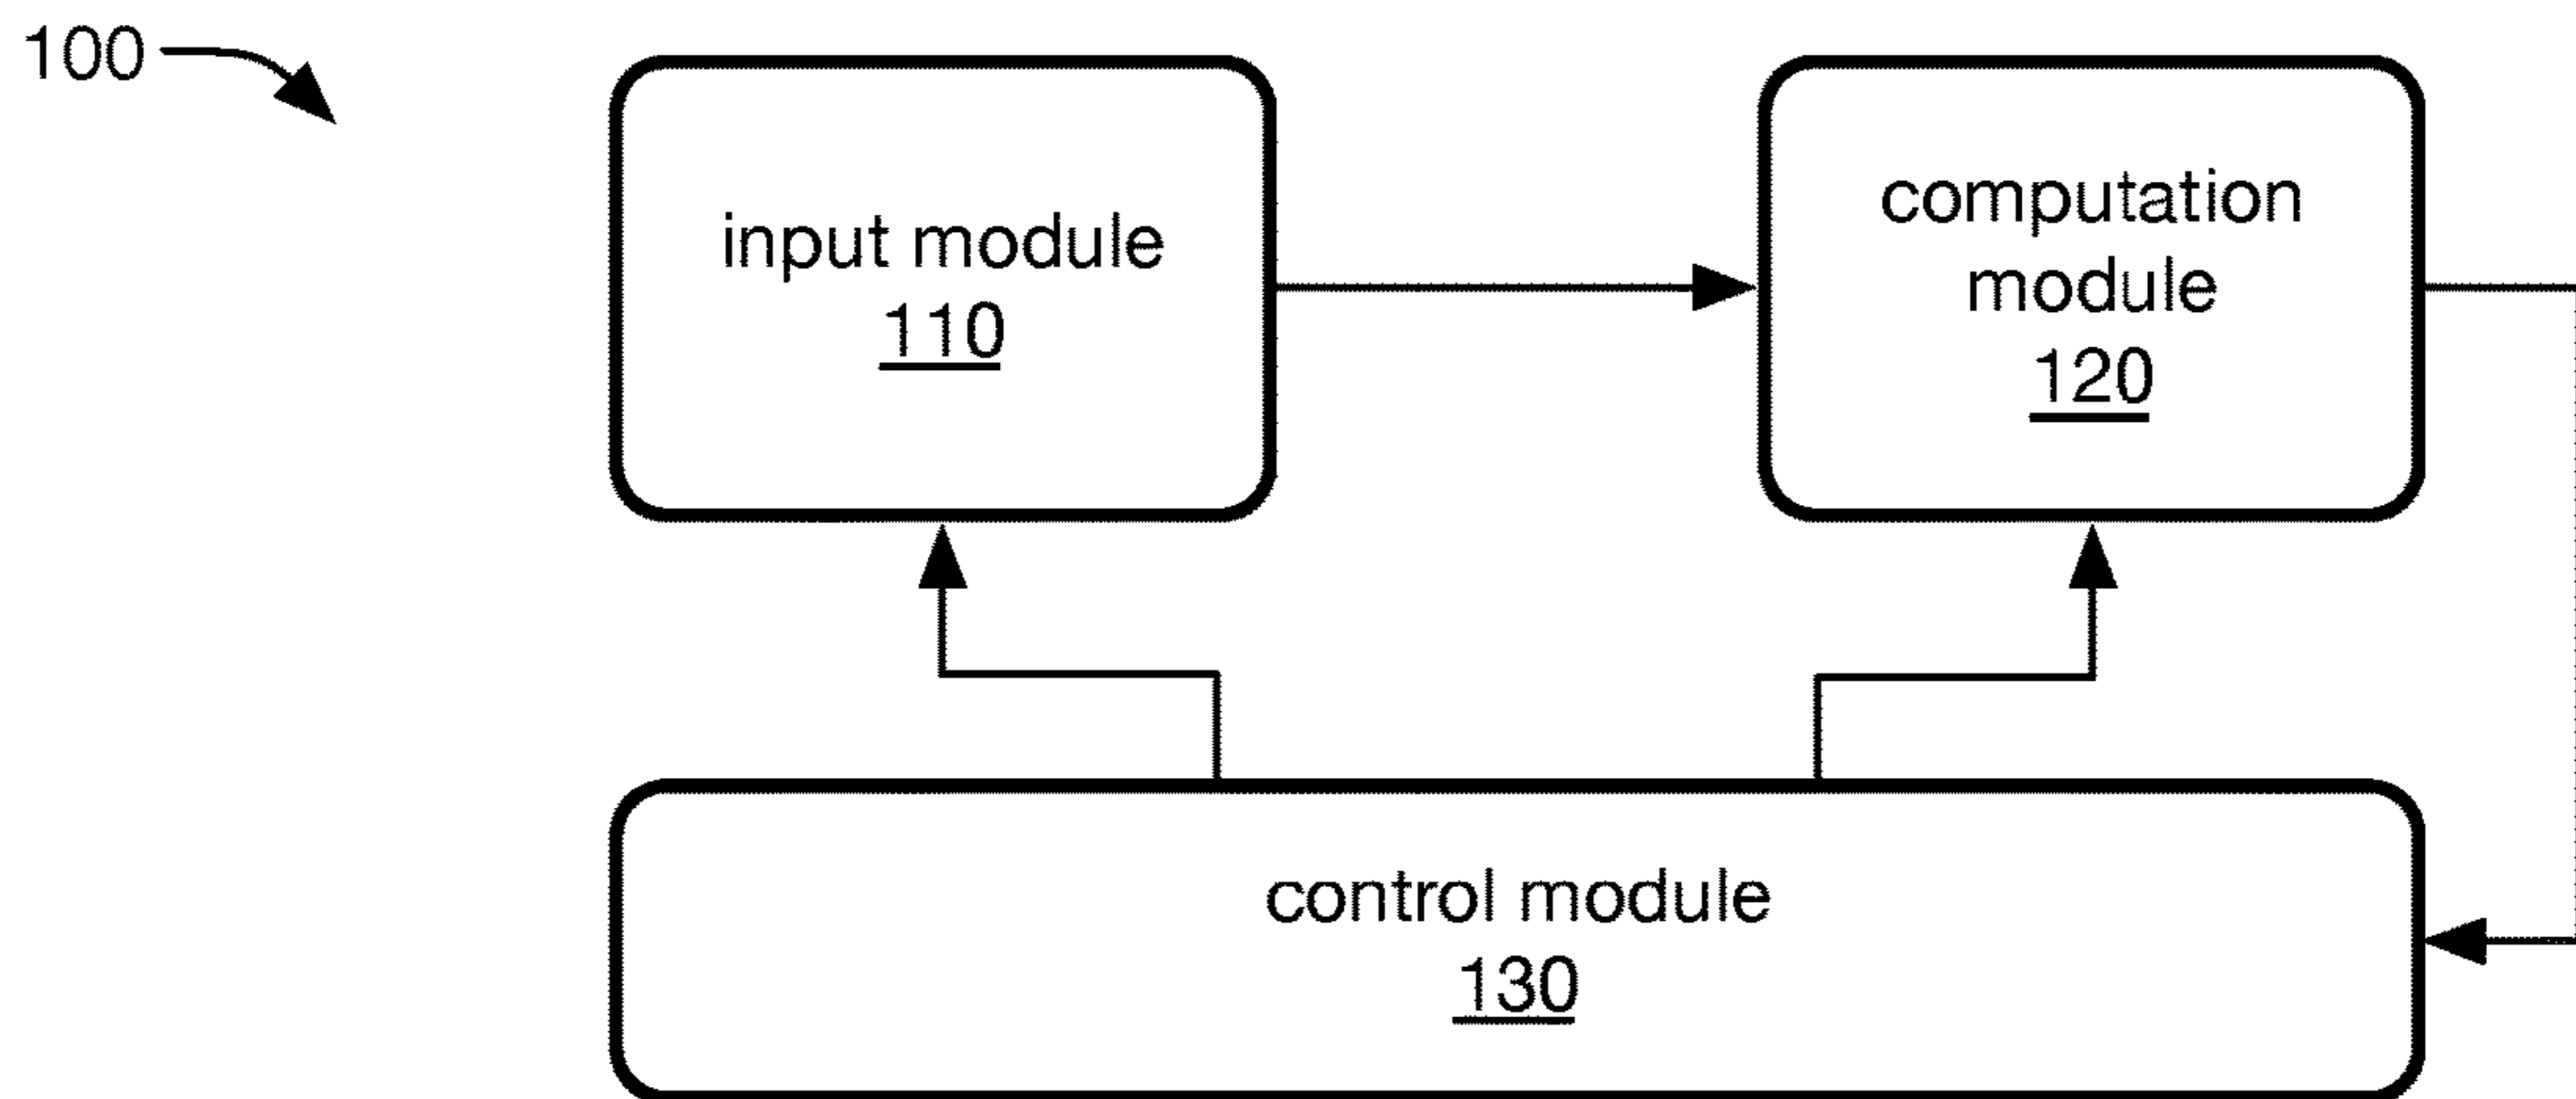 100
input module
110
computation
module
120
control module
130